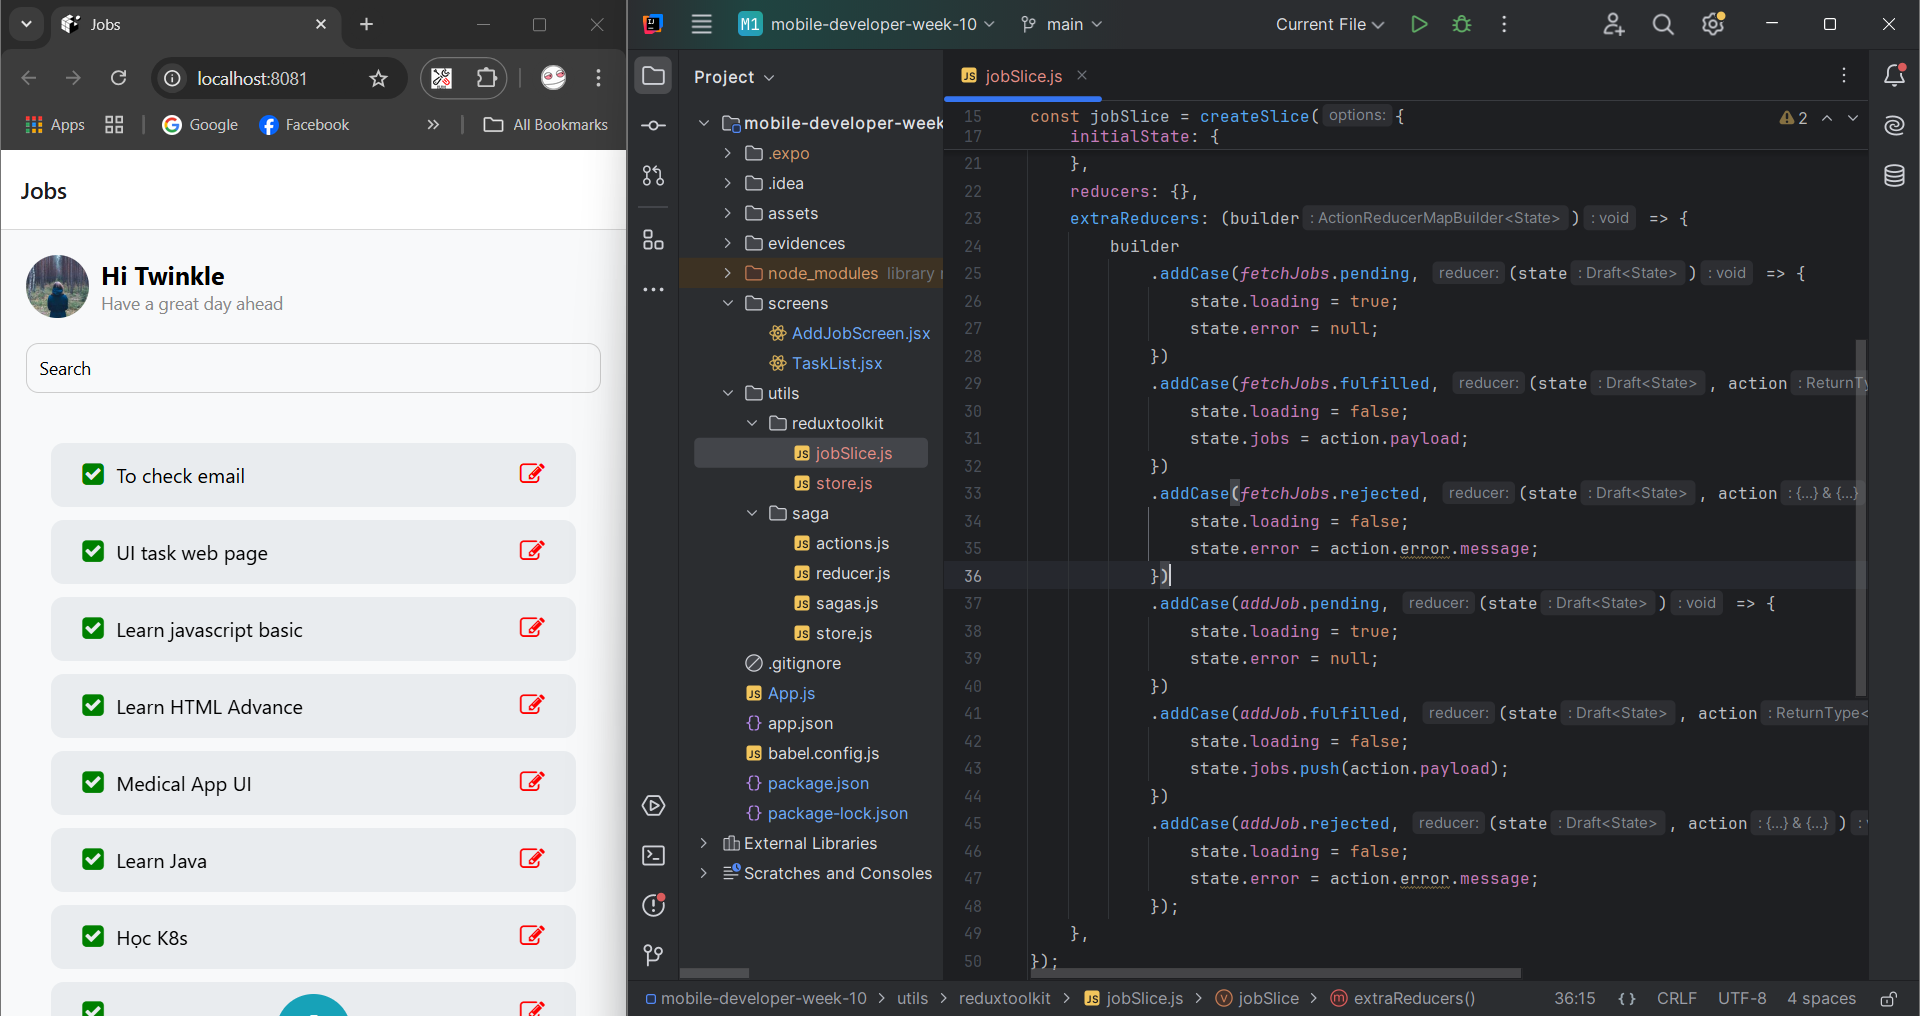 Jobs
localhost:8081
Apps
Google
Facebook
All Bookmarks
Jobs
Hi Twinkle
Have a great day ahead
Search
To check email
UI task web page
Learn javascript basic
Learn HTML Advance
Medical App UI
Learn Java
Học K8s
M1 mobile-developer-week-10
main
Current File
Project
mobile-developer-week
.expo
.idea
assets
evidences
node_modules library r
screens
AddJobScreen.jsx
TaskList.jsx
utils
reduxtoolkit
JS jobSlice.js
JS store.js
saga
JS actions.js
JS reducer.js
JS sagas.js
JS store.js
.gitignore
JS App.js
{} app.json
JS babel.config.js
{} package.json
{} package-lock.json
External Libraries
Scratches and Consoles
JS jobSlice.js
2
15 const jobSlice = createSlice( options: {
17 initialState: {
21 },
22 reducers: {},
23 extraReducers: (builder : ActionReducerMapBuilder<State> ) : void => {
24 builder
25 .addCase(fetchJobs.pending, reducer: (state : Draft<State> ) : void => {
26 state.loading = true;
27 state.error = null;
28 })
29 .addCase(fetchJobs.fulfilled, reducer: (state : Draft<State> , action : ReturnTy
30 state.loading = false;
31 state.jobs = action.payload;
32 })
33 .addCase(fetchJobs.rejected, reducer: (state : Draft<State> , action : {...} & {...}
34 state.loading = false;
35 state.error = action.error.message;
36 })
37 .addCase(addJob.pending, reducer: (state : Draft<State> ) : void => {
38 state.loading = true;
39 state.error = null;
40 })
41 .addCase(addJob.fulfilled, reducer: (state : Draft<State> , action : ReturnType<
42 state.loading = false;
43 state.jobs.push(action.payload);
44 })
45 .addCase(addJob.rejected, reducer: (state : Draft<State> , action : {...} & {...} ) :
46 state.loading = false;
47 state.error = action.error.message;
48 });
49 },
50 });
mobile-developer-week-10 > utils > reduxtoolkit > JS jobSlice.js > v jobSlice > m extraReducers()
36:15 {} CRLF UTF-8 4 spaces